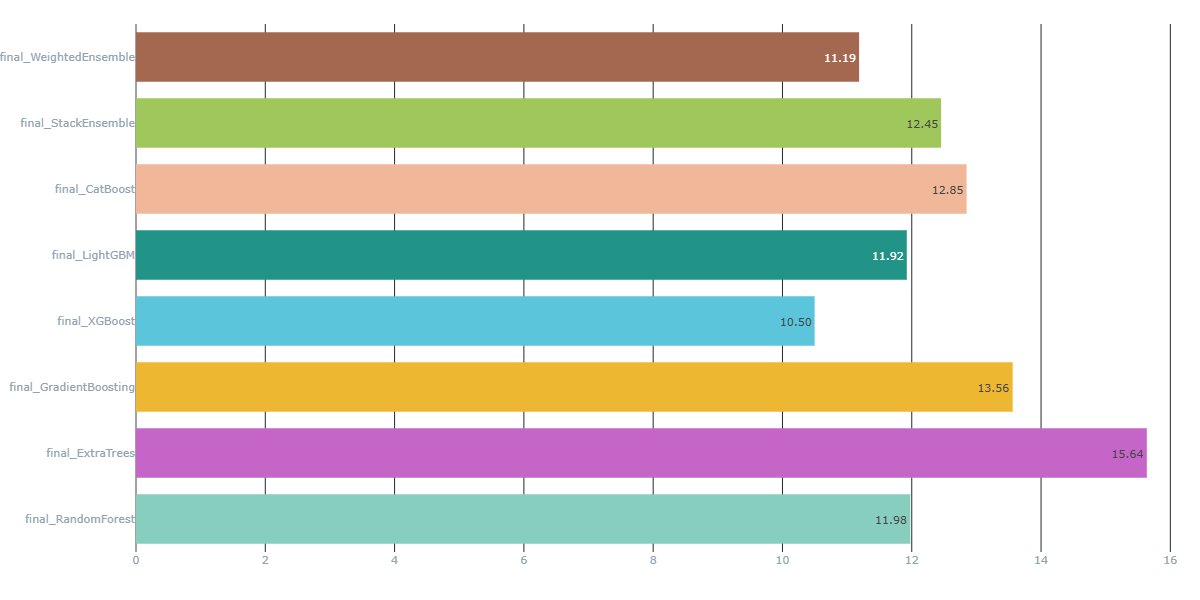 final_WeightedEnsemble 11.19
final_StackEnsemble 12.45
final_CatBoost 12.85
final_LightGBM 11.92
final_XGBoost 10.50
final_GradientBoosting 13.56
final_ExtraTrees 15.64
final_RandomForest 11.98
0 2 4 6 8 10 12 14 16